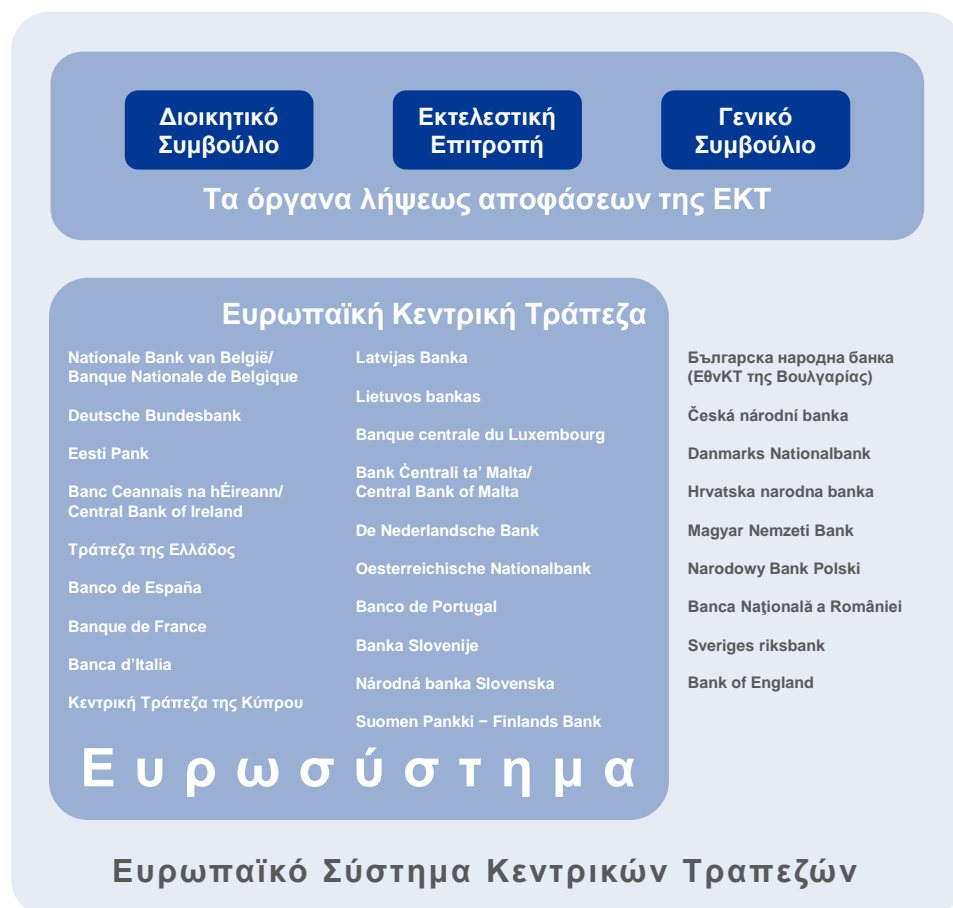 Διοικητικό
Συμβούλιο
Εκτελεστική
Επιτροπή
Γενικό
Συμβούλιο
Τα όργανα λήψεως αποφάσεων της ΕΚΤ
Ευρωπαϊκή Κεντρική Τράπεζα
Nationale Bank van België/
Banque Nationale de Belgique
Deutsche Bundesbank
Eesti Pank
Banc Ceannais na hÉireann/
Central Bank of Ireland
Τράπεζα της Ελλάδος
Banco de España
Banque de France
Banca d’Italia
Κεντρική Τράπεζα της Κύπρου
Latvijas Banka
Lietuvos bankas
Banque centrale du Luxembourg
Bank Ċentrali ta’ Malta/
Central Bank of Malta
De Nederlandsche Bank
Oesterreichische Nationalbank
Banco de Portugal
Banka Slovenije
Národná banka Slovenska
Suomen Pankki − Finlands Bank
Ευρωσύστημα
Българска народна банка
(ΕθνΚΤ της Βουλγαρίας)
Česká národní banka
Danmarks Nationalbank
Hrvatska narodna banka
Magyar Nemzeti Bank
Narodowy Bank Polski
Banca Naţională a României
Sveriges riksbank
Bank of England
Ευρωπαϊκό Σύστημα Κεντρικών Τραπεζών